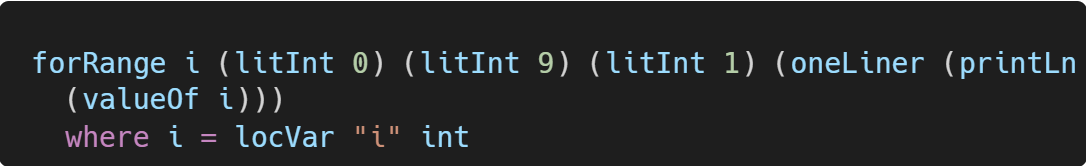 forRange i (litInt 0) (litInt 9) (litInt 1) (oneLiner (printLn
(valueOf i)))
where i = locVar "i" int